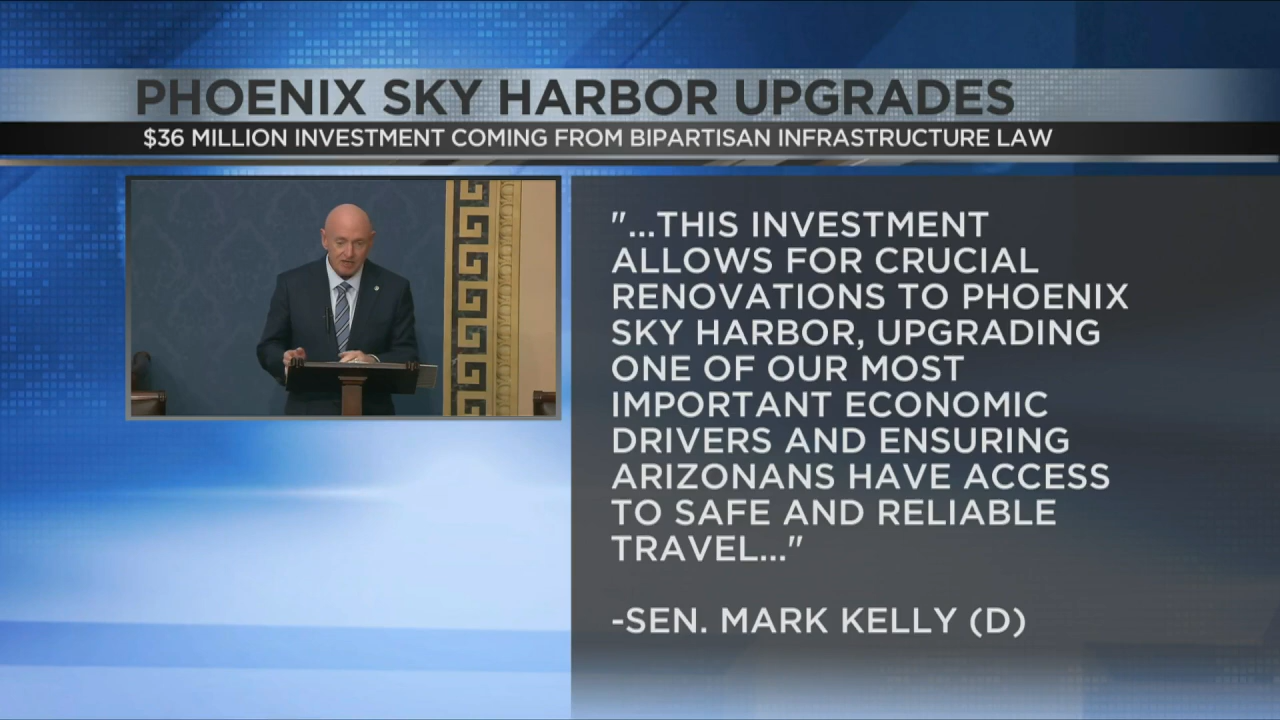 PHOENIX SKY HARBOR UPGRADES
$36 MILLION INVESTMENT COMING FROM BIPARTISAN INFRASTRUCTURE LAW
"...THIS INVESTMENT
ALLOWS FOR CRUCIAL
RENOVATIONS TO PHOENIX
SKY HARBOR, UPGRADING
ONE OF OUR MOST
IMPORTANT ECONOMIC
DRIVERS AND ENSURING
ARIZONANS HAVE ACCESS
TO SAFE AND RELIABLE
TRAVEL..."
-SEN. MARK KELLY (D)